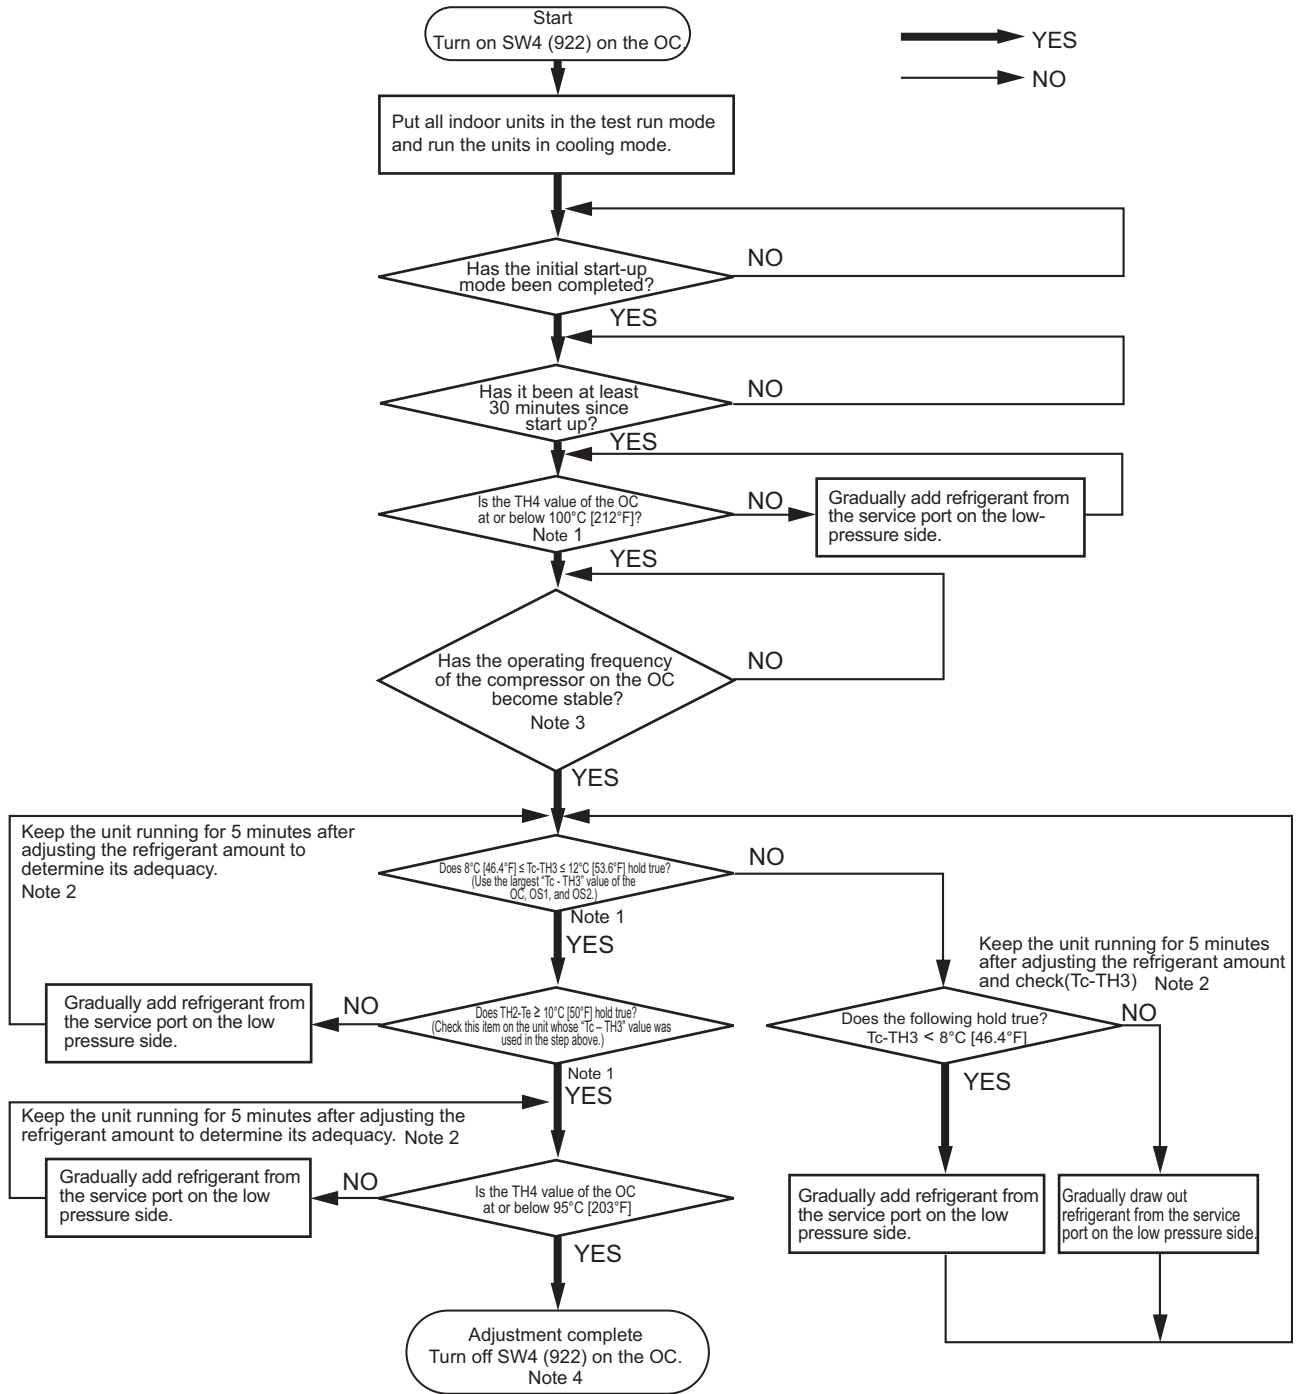 Start
Turn on SW4 (922) on the OC.
YES
NO
Put all indoor units in the test run mode
and run the units in cooling mode.
Has the initial start-up
mode been completed?
NO
YES
Has it been at least
30 minutes since
start up?
NO
YES
Is the TH4 value of the OC
at or below 100°C [212°F]?
Note 1
NO
Gradually add refrigerant from
the service port on the low-
pressure side.
YES
Has the operating frequency
of the compressor on the OC
become stable?
Note 3
NO
YES
Keep the unit running for 5 minutes after
adjusting the refrigerant amount to
determine its adequacy.
Note 2
Does 8°C [46.4°F] ≤ Tc-TH3 ≤ 12°C [53.6°F] hold true?
(Use the largest “Tc - TH3” value of the
OC, OS1, and OS2.)
Note 1
NO
YES
Keep the unit running for 5 minutes
after adjusting the refrigerant amount
and check(Tc-TH3) Note 2
Gradually add refrigerant from
the service port on the low
pressure side.
NO
Does TH2-Te ≥ 10°C [50°F] hold true?
(Check this item on the unit whose “Tc – TH3” value was
used in the step above.)
Note 1
YES
Does the following hold true?
Tc-TH3 < 8°C [46.4°F]
NO
YES
Keep the unit running for 5 minutes after adjusting the
refrigerant amount to determine its adequacy. Note 2
Gradually add refrigerant from
the service port on the low
pressure side.
NO
Is the TH4 value of the OC
at or below 95°C [203°F]
YES
Gradually add refrigerant from
the service port on the low
pressure side.
Gradually draw out
refrigerant from the service
port on the low pressure side.
Adjustment complete
Turn off SW4 (922) on the OC.
Note 4